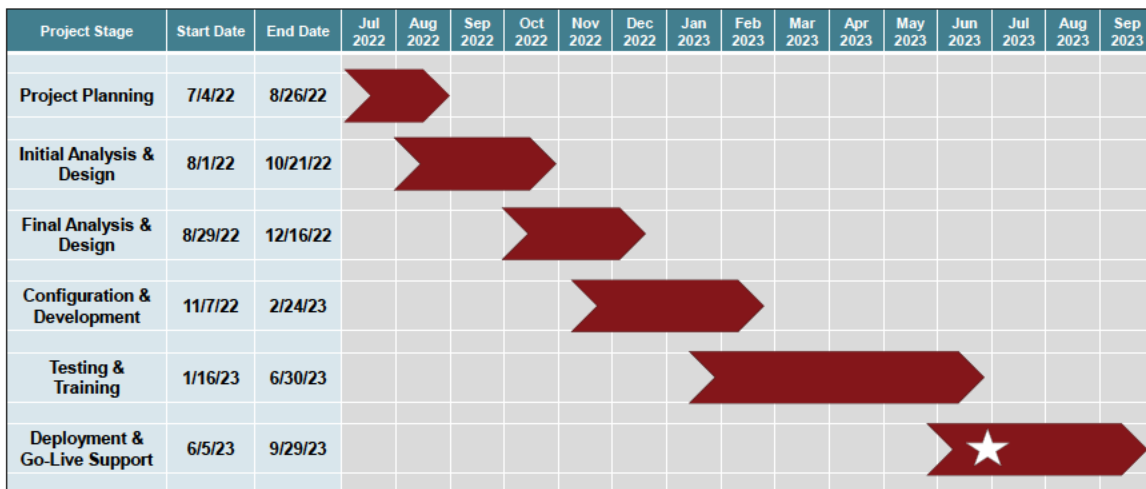 Project Stage Start Date End Date Jul 2022 Aug 2022 Sep 2022 Oct 2022 Nov 2022 Dec 2022 Jan 2023 Feb 2023 Mar 2023 Apr 2023 May 2023 Jun 2023 Jul 2023 Aug 2023 Sep 2023
Project Planning 7/4/22 8/26/22
Initial Analysis &
Design 8/1/22 10/21/22
Final Analysis &
Design 8/29/22 12/16/22
Configuration &
Development 11/7/22 2/24/23
Testing &
Training 1/16/23 6/30/23
Deployment &
Go-Live Support 6/5/23 9/29/23